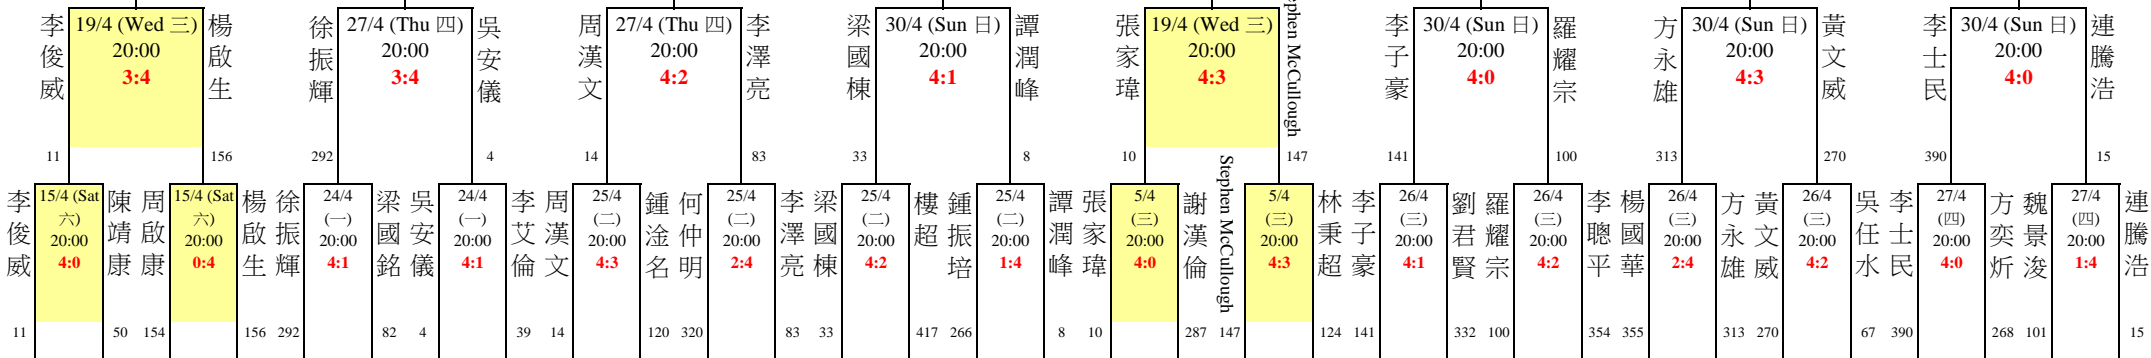 李俊威
19/4 (Wed 三)
20:00
3:4
楊啟生
徐振輝
27/4 (Thu 四)
20:00
3:4
吳安儀
周漢文
27/4 (Thu 四)
20:00
4:2
李澤亮
梁國棟
30/4 (Sun 日)
20:00
4:1
譚潤峰
張家瑋
19/4 (Wed 三)
20:00
4:3
McCullough
李子豪
30/4 (Sun 日)
20:00
4:0
羅耀宗
方永雄
30/4 (Sun 日)
20:00
4:3
黃文威
李士民
30/4 (Sun 日)
20:00
4:0
連騰浩
11
156
292
4
14
83
33
8
10
147
141
100
313
270
390
15
李俊威
15/4 (Sat
六)
20:00
4:0
陳靖康
周啟康
15/4 (Sat
六)
20:00
0:4
楊啟生
徐振輝
24/4
(一)
20:00
4:1
梁國銘
吳安儀
24/4
(一)
20:00
4:1
李艾倫
周漢文
25/4
(二)
20:00
4:3
鍾淦名
何仲明
25/4
(二)
20:00
2:4
李澤亮
梁國棟
25/4
(二)
20:00
4:2
樓超
鍾振培
25/4
(二)
20:00
1:4
譚潤峰
張家瑋
5/4
(三)
20:00
4:0
謝漢倫
Stephen McCullough
5/4
(三)
20:00
4:3
林秉超
李子豪
26/4
(三)
20:00
4:1
劉君賢
羅耀宗
26/4
(三)
20:00
4:2
李聰平
楊國華
26/4
(三)
20:00
2:4
方永雄
黃文威
26/4
(三)
20:00
4:2
吳任水
李士民
27/4
(四)
20:00
4:0
方奕炘
魏景浚
27/4
(四)
20:00
1:4
連騰浩
11
50
154
156
292
82
4
39
14
120
320
83
33
417
266
8
10
287
147
124
141
332
100
354
355
313
270
67
390
268
101
15